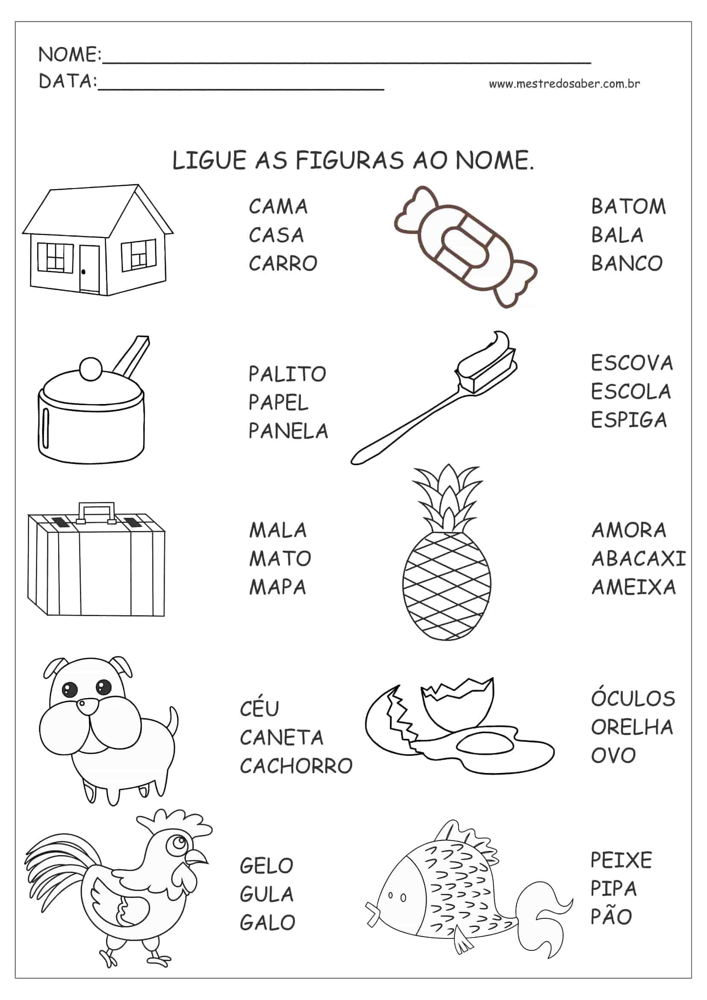 NOME:
DATA:
www.mestredosaber.com.br
LIGUE AS FIGURAS AO NOME.
CAMA
CASA
CARRO
BATOM
BALA
BANCO
PALITO
PAPEL
PANELA
ESCOVA
ESCOLA
ESPIGA
MALA
MATO
MAPA
AMORA
ABACAXI
AMEIXA
CÉU
CANETA
CACHORRO
ÓCULOS
ORELHA
OVO
GELO
GULA
GALO
PEIXE
PIPA
PÃO